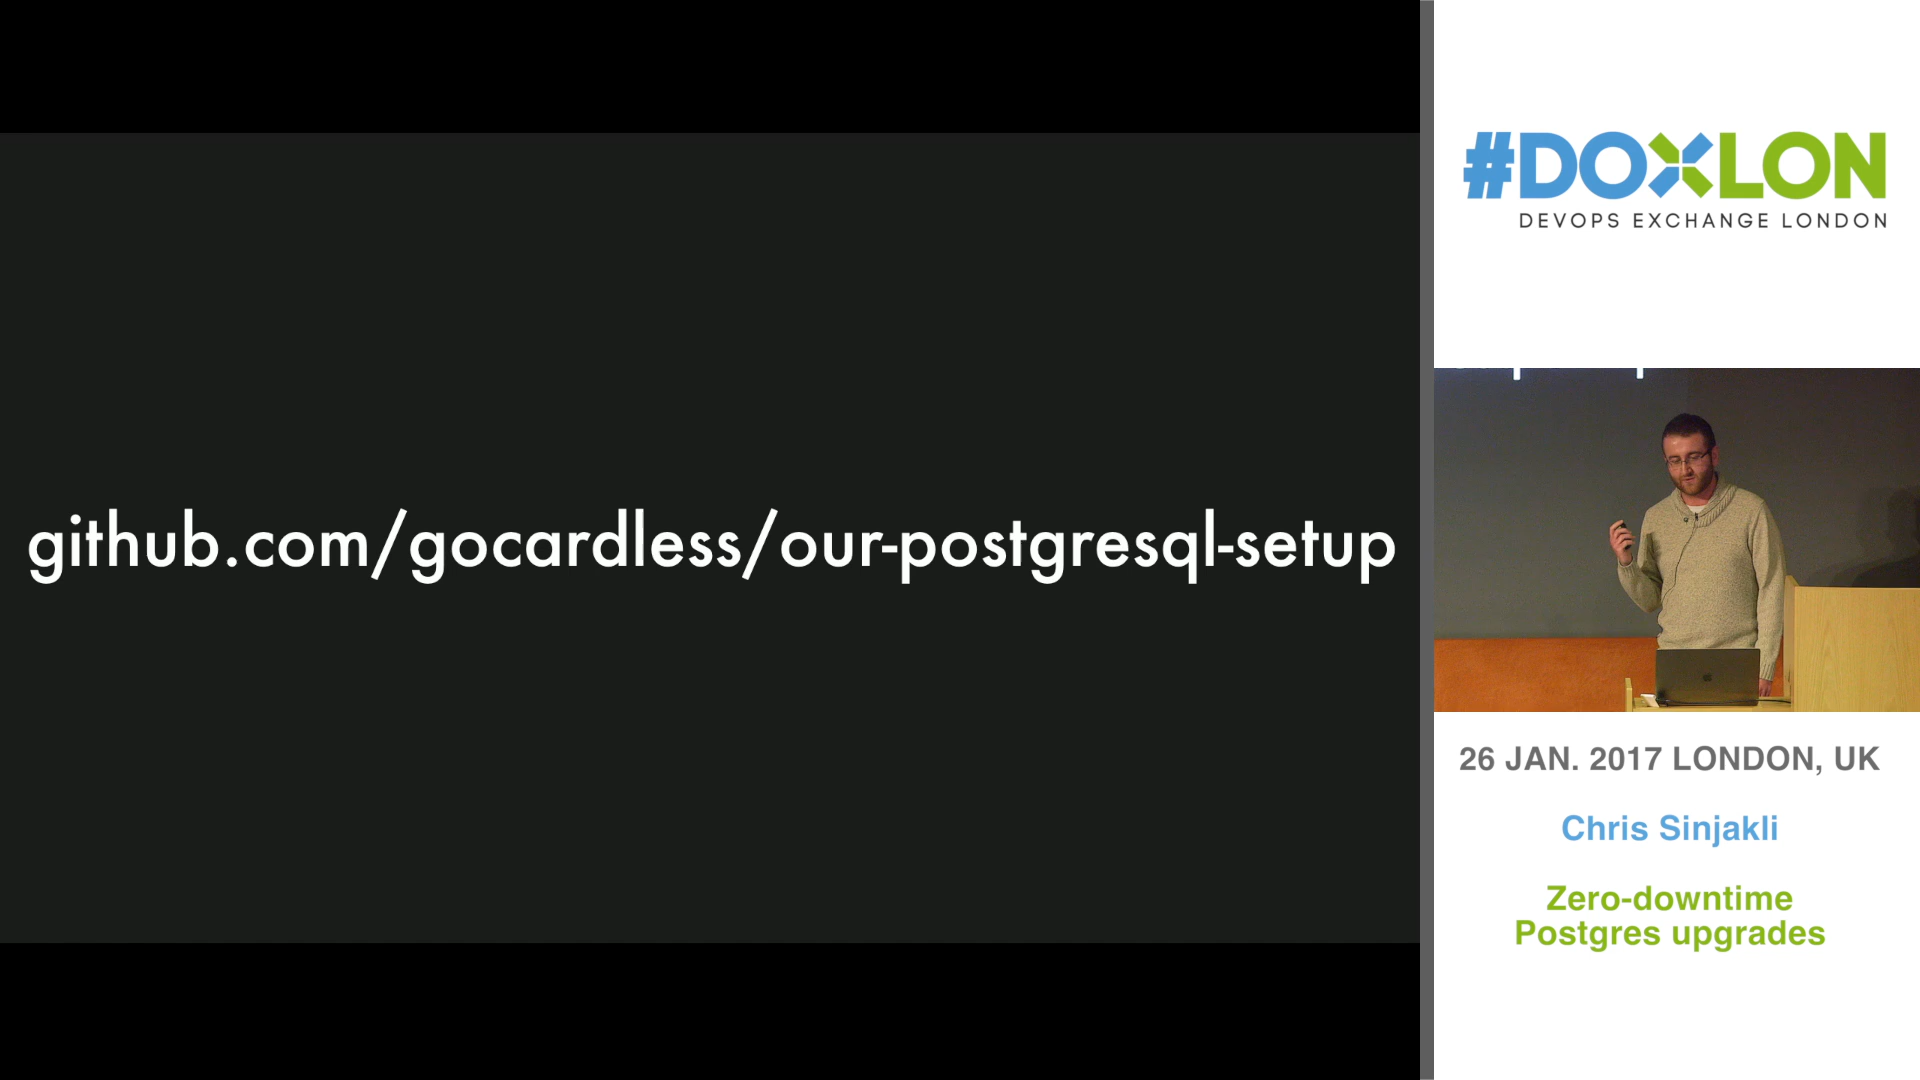 github.com/gocardless/our-postgresql-setup
#DOXLON
DEVOPS EXCHANGE LONDON
26 JAN. 2017 LONDON, UK
Chris Sinjakli
Zero-downtime
Postgres upgrades